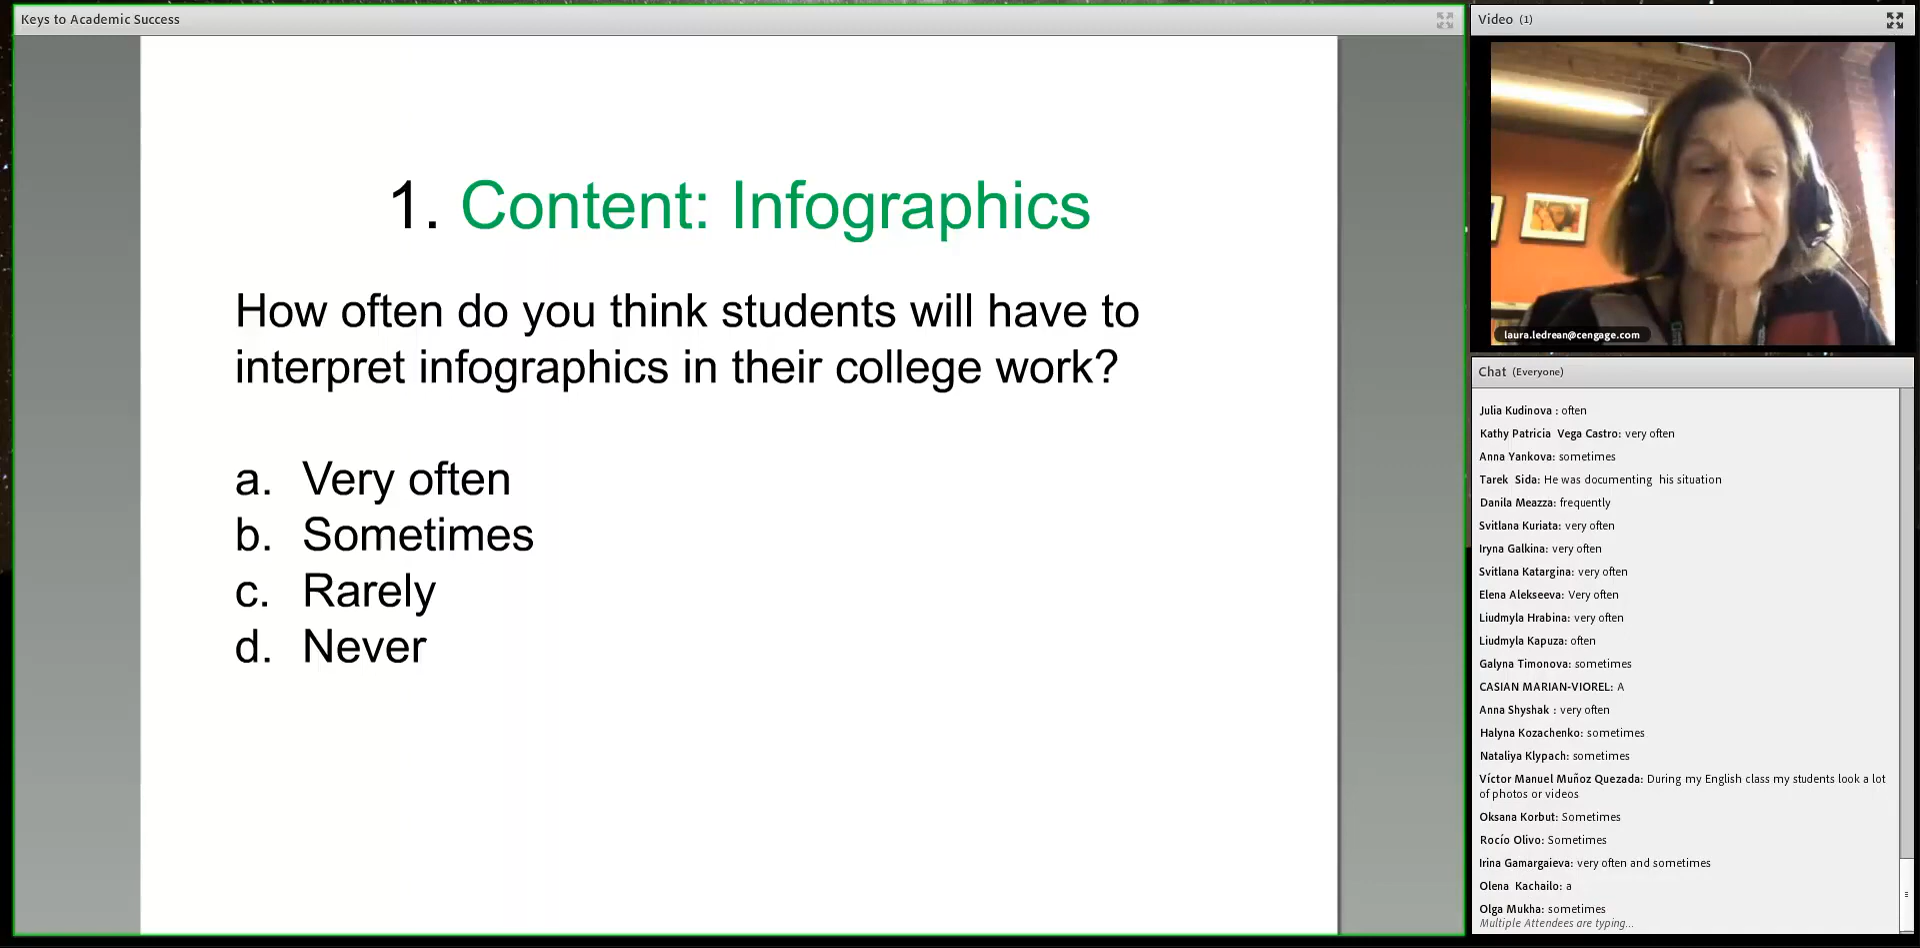 Keys to Academic Success
1. Content: Infographics
How often do you think students will have to
interpret infographics in their college work?
a. Very often
b. Sometimes
c. Rarely
d. Never
Video (1)
laura.ledrean@cengage.com
Chat (Everyone)
Julia Kudinova : often
Kathy Patricia Vega Castro: very often
Anna Yankova: sometimes
Tarek Sida: He was documenting his situation
Danila Meazza: frequently
Svitlana Kuriata: very often
Iryna Galkina: very often
Svitlana Katargina: very often
Elena Alekseeva: Very often
Liudmyla Hrabina: very often
Liudmyla Kapuza: often
Galyna Timonova: sometimes
CASIAN MARIAN-VIOREL: A
Anna Shyshak : very often
Halyna Kozachenko: sometimes
Nataliya Klypach: sometimes
Víctor Manuel Muñoz Quezada: During my English class my students look a lot
of photos or videos
Oksana Korbut: Sometimes
Rocío Olivo: Sometimes
Irina Gamargaieva: very often and sometimes
Olena Kachailo: a
Olga Mukha: sometimes
Multiple Attendees are typing...